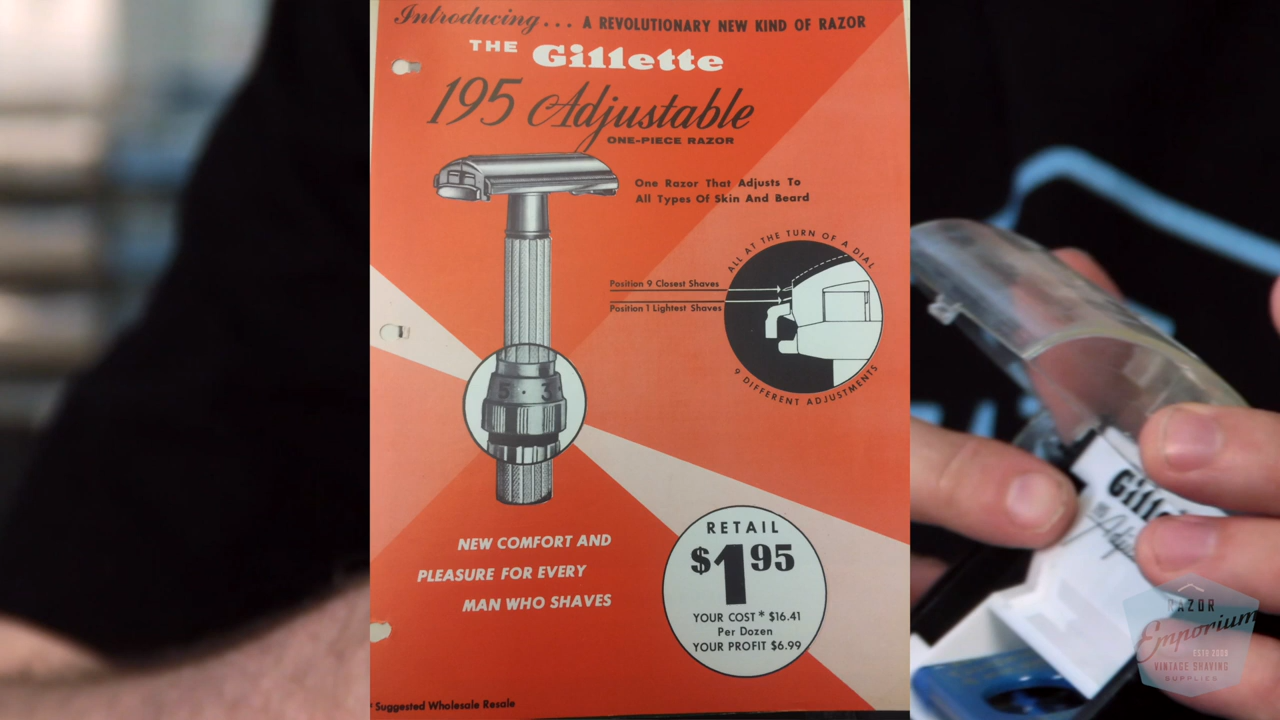 Introducing... A REVOLUTIONARY NEW KIND OF RAZOR
THE Gillette
195 Adjustable
ONE-PIECE RAZOR
One Razor That Adjusts To
All Types Of Skin And Beard
ALL AT THE TURN OF A DIAL
Position 9 Closest Shaves
Position 1 Lightest Shaves
9 DIFFERENT ADJUSTMENTS
5 · 3
NEW COMFORT AND
PLEASURE FOR EVERY
MAN WHO SHAVES
RETAIL
$1.95
YOUR COST * $16.41
Per Dozen
YOUR PROFIT $6.99
* Suggested Wholesale Resale
RAZOR
Emporium
ESTD 2009
VINTAGE SHAVING
SUPPLIES